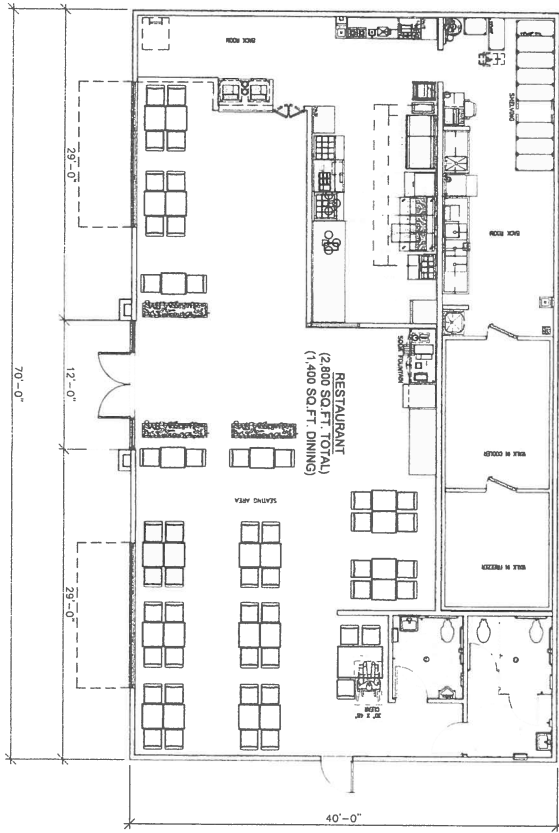 BACK ROOM
SHELVING
29'-0"
BACK ROOM
70'-0"
12'-0"
SODA FOUNTAIN
RESTAURANT
(2,800 SQ.FT. TOTAL)
(1,400 SQ.FT. DINING)
WALK IN COOLER
SEATING AREA
WALK IN FREEZER
29'-0"
30" X 48"
CLEAR
40'-0"